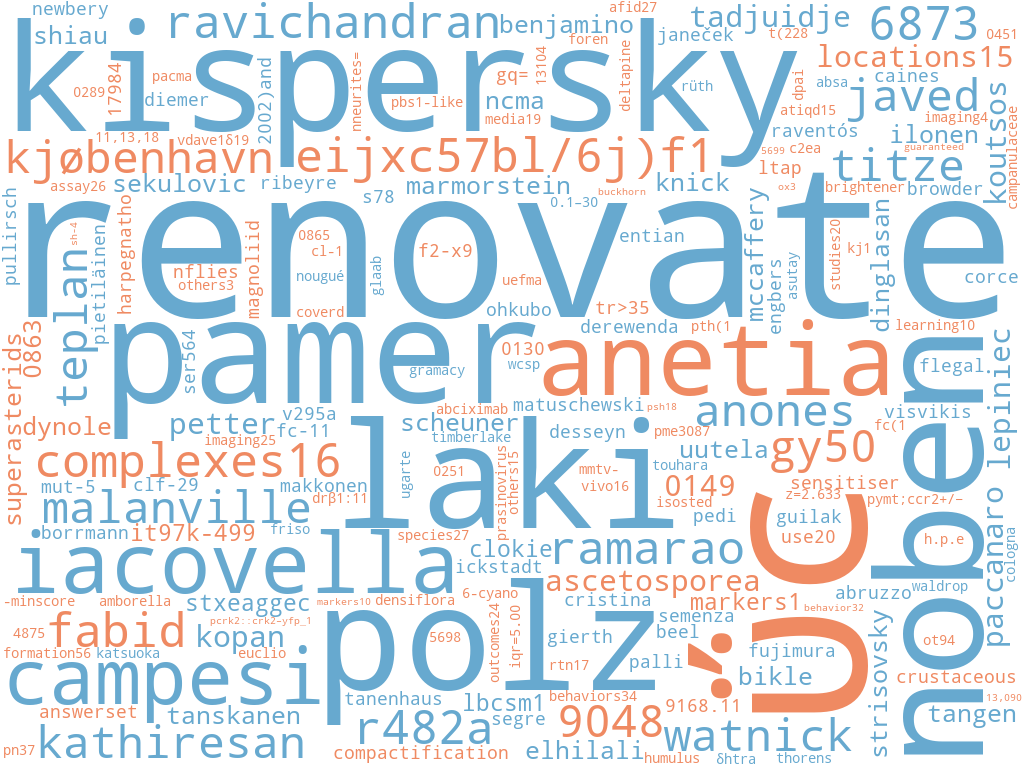 newbery
ravichandran
benjamino
afid27
tadjuidje
6873
0451
shiau
kispersky
foren
janeček
t(228
locations15
17984
pacma
0289
diemer
2002)and
nneurites=
pbs1-like
gq=
13104
ncma
media19
deltapine
rüth
dpai
absa
caines
atiqd15
javed
imaging4
koutsos
campanulaceae
11,13,18
vdave1δ19
raventós
ilonen
kjøbenhavn
eijxc57bl/6j)f1
5699
c2ea
guaranteed
ltap
titze
assay26
sekulovic
ribeyre
s78
marmorstein
buckhorn
knick
ox3
brightener
browder
pullirsch
sh-4
harpegnatho
0.1–30
renovate
mccaffery
dinglasan
teplan
pietiläinen
magnoliid
0865
cl-1
nougué
nflies
others3
glaab
f2-x9
entian
uefma
engbers
asutay
studies20
kj1
corce
coverd
ohkubo
tr>35
derewenda
pth(1
learning10
superasterids
0863
pamer
ser564
gramacy
0130
wcsp
anetia
flegal
noben
paccanaro
lepiniec
dynole
petter
v295a
fc-11
abciximab
scheuner
matuschewski
psh18
anones
visvikis
fc(1
imaging25
timberlake
desseyn
pme3087
complexes16
laki
uutela
gy50
mut-5
clf-29
makkonen
drβ1:11
ugarte
0251
prasinovirus
others15
mmtv-
vivo16
touhara
isosted
0149
sensitiser
z=2.633
pymt;ccr2+/−
malanville
pedi
guilak
use20
borrmann
it97k-499
friso
species27
h.p.e
cologna
iacovella
clokie
ramarao
ickstadt
ascetosporea
-minscore
amborella
stxeaggec
markers10
densiflora
6-cyano
cristina
markers1
behavior32
abruzzo
waldrop
4875
fabid
pcrk2::crk2-yfp_1
kopan
polz
5698
outcomes24
iqr=5.00
gierth
semenza
beel
fujimura
strisovsky
ot94
formation56
katsuoka
euclio
campesi
rtn17
palli
bikle
crustaceous
answerset
tanskanen
tanenhaus
lbcsm1
behaviors34
9168.11
13,090
r482a
segre
9048
tangen
pn37
kathiresan
compactification
elhilali
watnick
humulus
δhtra
thorens